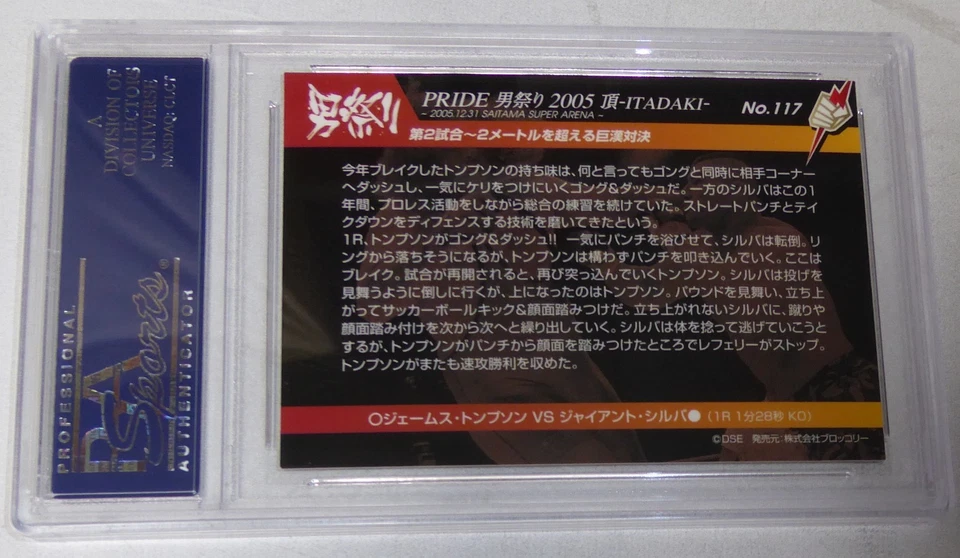 A
DIVISION OF
COLLECTORS
UNIVERSE
NASDAQ: CLCT
PROFESSIONAL
PSA
Sports®
AUTHENTICATOR
男祭り
PRIDE 男祭り 2005 頂-ITADAKI-
~ 2005.12.31 SAITAMA SUPER ARENA ~
No.117
第2試合~2メートルを超える巨漢対決
今年ブレイクしたトンプソンの持ち味は、何と言ってもゴングと同時に相手コーナー
へダッシュし、一気にケリをつけにいくゴング&ダッシュだ。一方のシルバはこの1
年間、プロレス活動をしながら総合の練習を続けていた。ストレートパンチとテイ
クダウンをディフェンスする技術を磨いてきたという。
1R、トンプソンがゴング&ダッシュ!! 一気にパンチを浴びせて、シルバは転倒。リ
ングから落ちそうになるが、トンプソンは構わずパンチを叩き込んでいく。ここは
ブレイク。試合が再開されると、再び突っ込んでいくトンプソン。シルバは投げを
見舞うように倒しに行くが、上になったのはトンプソン。パウンドを見舞い、立ち上
がってサッカーボールキック&顔面踏みつけだ。立ち上がれないシルバに、蹴りや
顔面踏み付けを次から次へと繰り出していく。シルバは体を捻って逃げていこうと
するが、トンプソンがパンチから顔面を踏みつけたところでレフェリーがストップ。
トンプソンがまたも速攻勝利を収めた。
○ジェームス・トンプソン VS ジャイアント・シルバ● (1R 1分28秒 KO)
©DSE 発売元:株式会社ブロッコリー